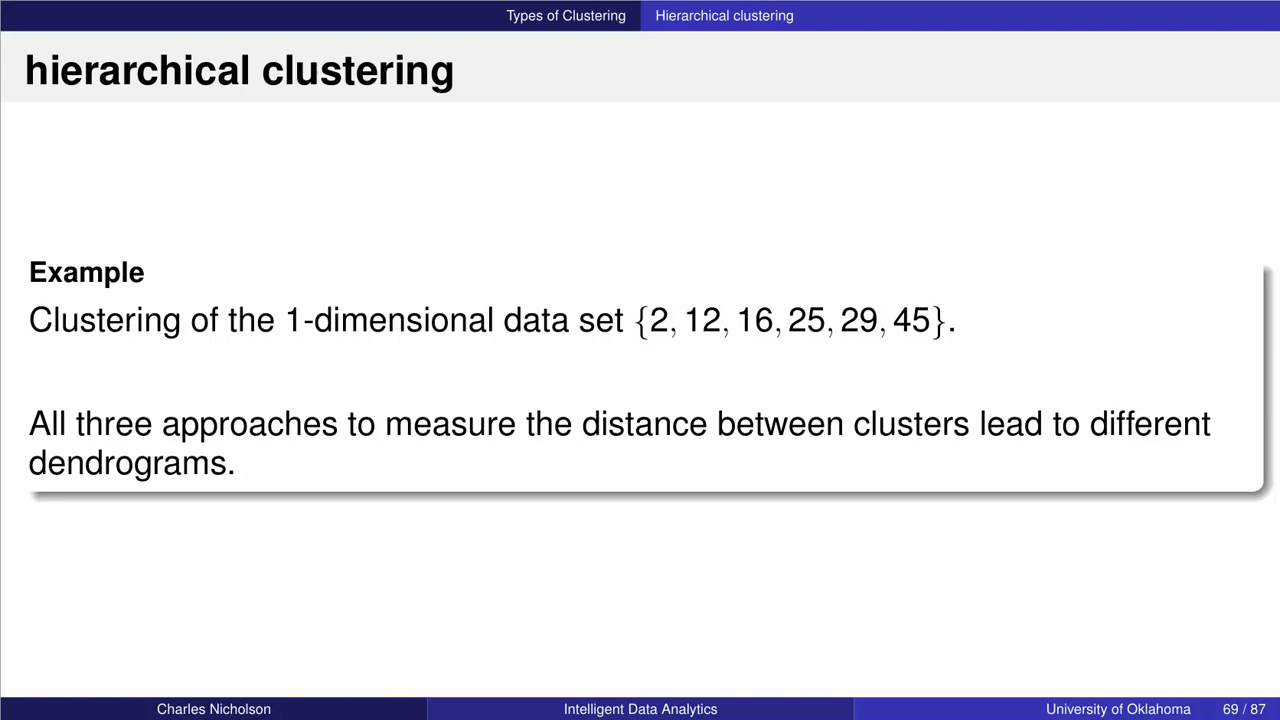 Types of Clustering Hierarchical clustering
hierarchical clustering
Example
Clustering of the 1-dimensional data set {2, 12, 16, 25, 29, 45}.
All three approaches to measure the distance between clusters lead to different
dendrograms.
Charles Nicholson Intelligent Data Analytics University of Oklahoma 69 / 87